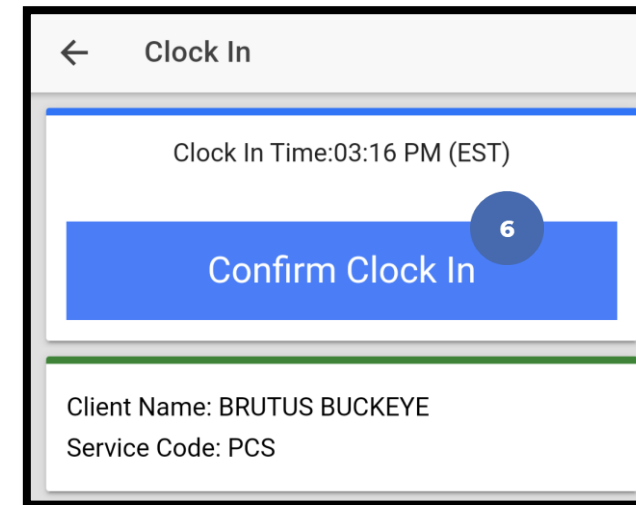 Clock In
Clock In Time:03:16 PM (EST)
6
Confirm Clock In
Client Name: BRUTUS BUCKEYE
Service Code: PCS